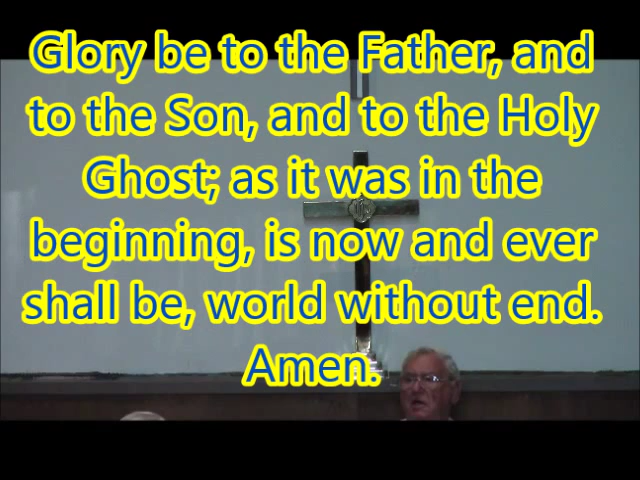 Glory be to the Father, and
to the Son, and to the Holy
Ghost; as it was in the
beginning, is now and ever
shall be, world without end.
Amen.